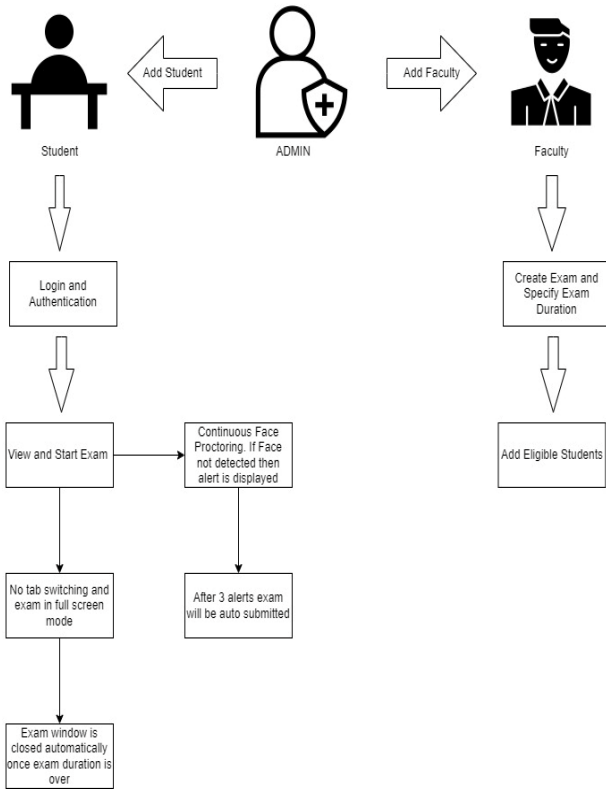 Add Student
Add Faculty
Student
ADMIN
Faculty
Login and
Authentication
Create Exam and
Specify Exam
Duration
View and Start Exam
Continuous Face
Proctoring. If Face
not detected then
alert is displayed
Add Eligible Students
No tab switching and
exam in full screen
mode
After 3 alerts exam
will be auto submitted
Exam window is
closed automatically
once exam duration is
over